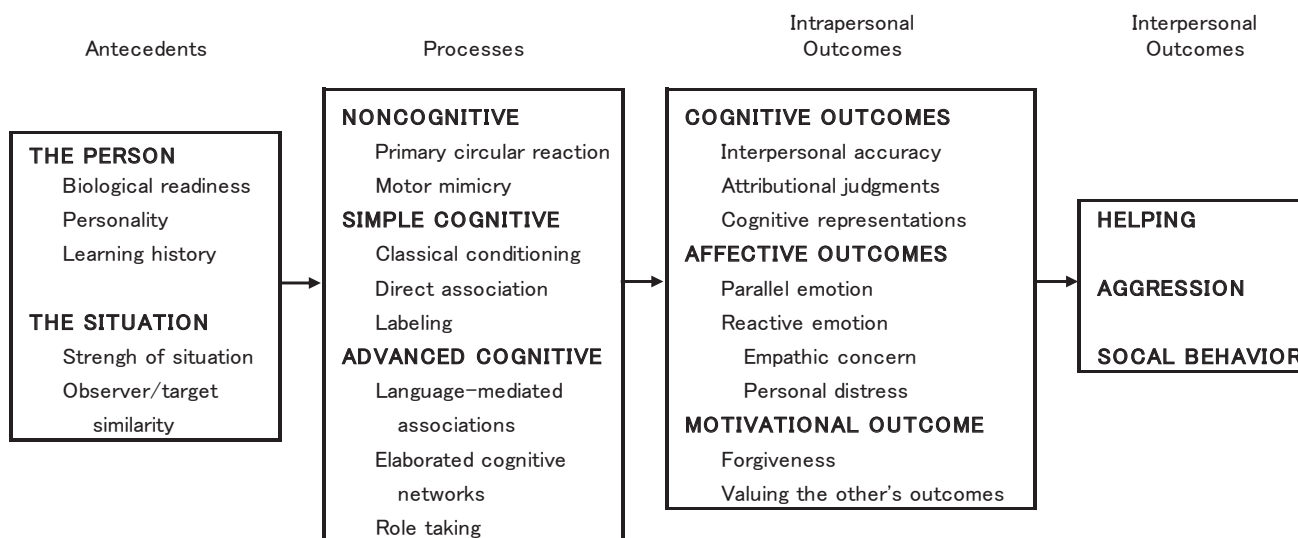 Antecedents
Processes
Intrapersonal
Outcomes
Interpersonal
Outcomes
THE PERSON
Biological readiness
Personality
Learning history
THE SITUATION
Strengh of situation
Observer/target
similarity
NONCOGNITIVE
Primary circular reaction
Motor mimicry
SIMPLE COGNITIVE
Classical conditioning
Direct association
Labeling
ADVANCED COGNITIVE
Language-mediated
associations
Elaborated cognitive
networks
Role taking
COGNITIVE OUTCOMES
Interpersonal accuracy
Attributional judgments
Cognitive representations
AFFECTIVE OUTCOMES
Parallel emotion
Reactive emotion
Empathic concern
Personal distress
MOTIVATIONAL OUTCOME
Forgiveness
Valuing the other's outcomes
HELPING
AGGRESSION
SOCAL BEHAVIOR